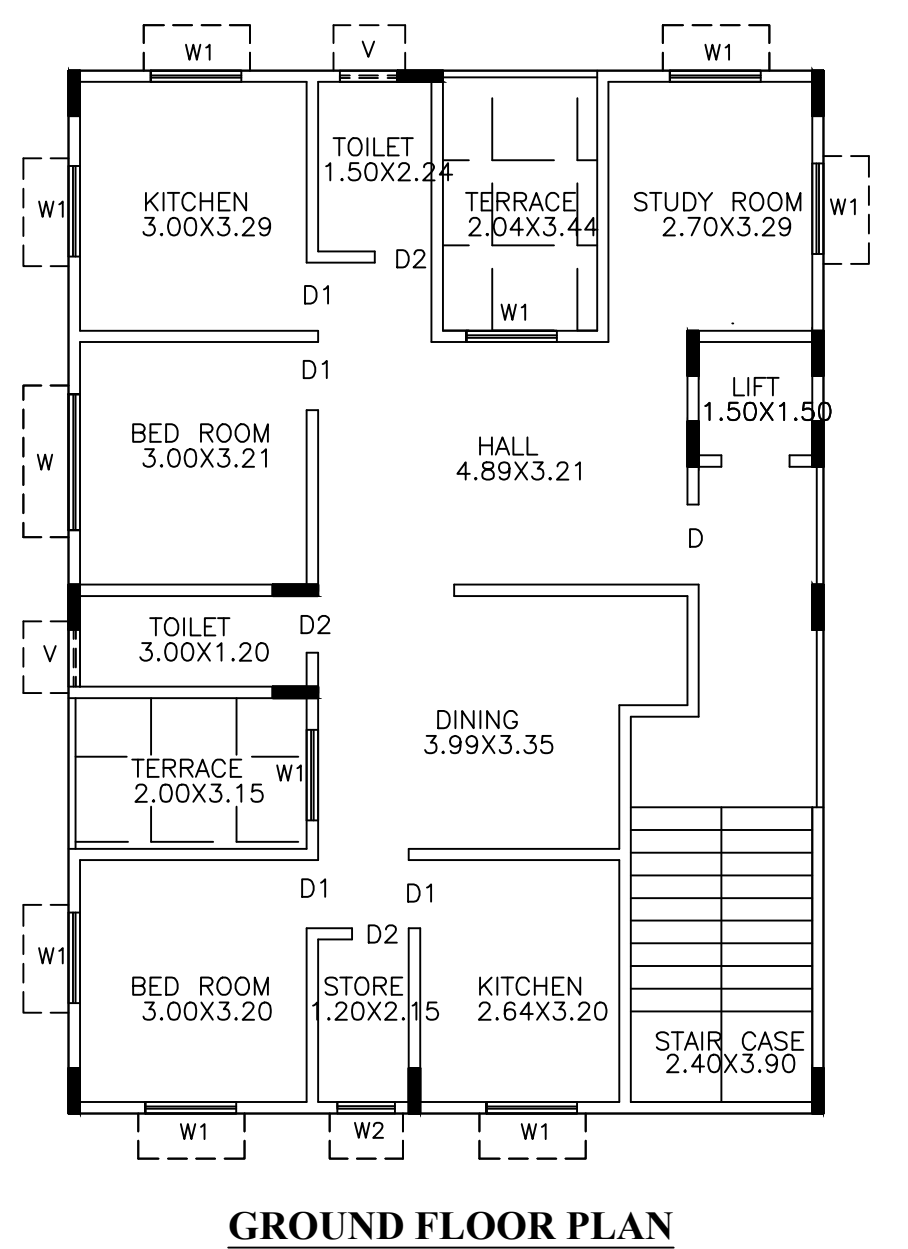 W1
V
W1
TOILET
1.50X2.24
W1
KITCHEN
3.00X3.29
TERRACE
2.04X3.44
STUDY ROOM
2.70X3.29
W1
D2
D1
W1
D1
LIFT
1.50X1.50
BED ROOM
3.00X3.21
W
HALL
4.89X3.21
D
TOILET
3.00X1.20
D2
V
DINING
3.99X3.35
TERRACE
2.00X3.15
W1
D1
D1
D2
W1
BED ROOM
3.00X3.20
STORE
1.20X2.15
KITCHEN
2.64X3.20
STAIR CASE
2.40X3.90
W1
W2
W1
GROUND FLOOR PLAN